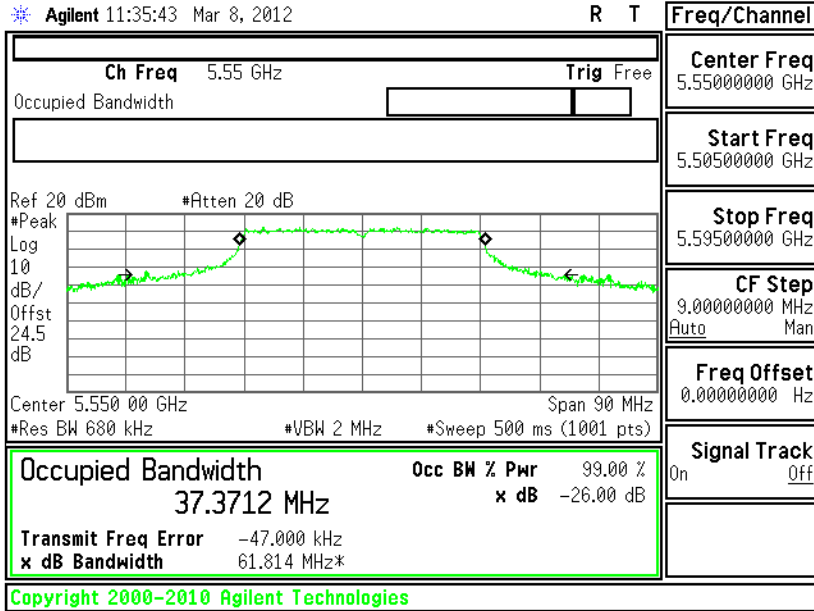 Agilent 11:35:43 Mar 8, 2012 R T
Freq/Channel
Ch Freq 5.55 GHz Trig Free
Occupied Bandwidth
Center Freq
5.55000000 GHz
Start Freq
5.50500000 GHz
Stop Freq
5.59500000 GHz
CF Step
9.00000000 MHz
Auto Man
Freq Offset
0.00000000 Hz
Signal Track
On Off
Ref 20 dBm #Atten 20 dB
#Peak
Log
10
dB/
Offst
24.5
dB
Center 5.550 00 GHz Span 90 MHz
#Res BW 680 kHz #VBW 2 MHz #Sweep 500 ms (1001 pts)
Occupied Bandwidth Occ BW % Pwr 99.00 %
37.3712 MHz x dB -26.00 dB
Transmit Freq Error -47.000 kHz
x dB Bandwidth 61.814 MHz*
Copyright 2000-2010 Agilent Technologies